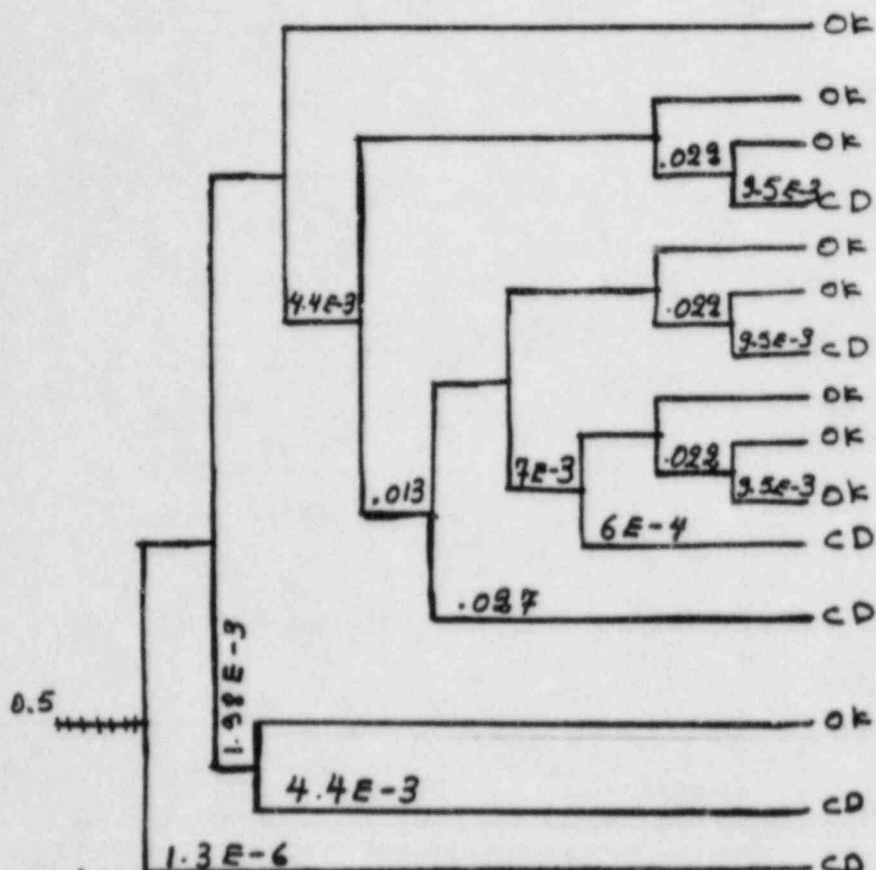 OK
OK
.022 OK
9.5E-3 CD
OK
4.4E-3 .022 OK
9.5E-3 CD
OK
.013 7E-3 .022 OK
9.5E-3 OK
6E-4 CD
.027 CD
1.98E-3
0.5 OK
4.4E-3 CD
1.3E-6 CD